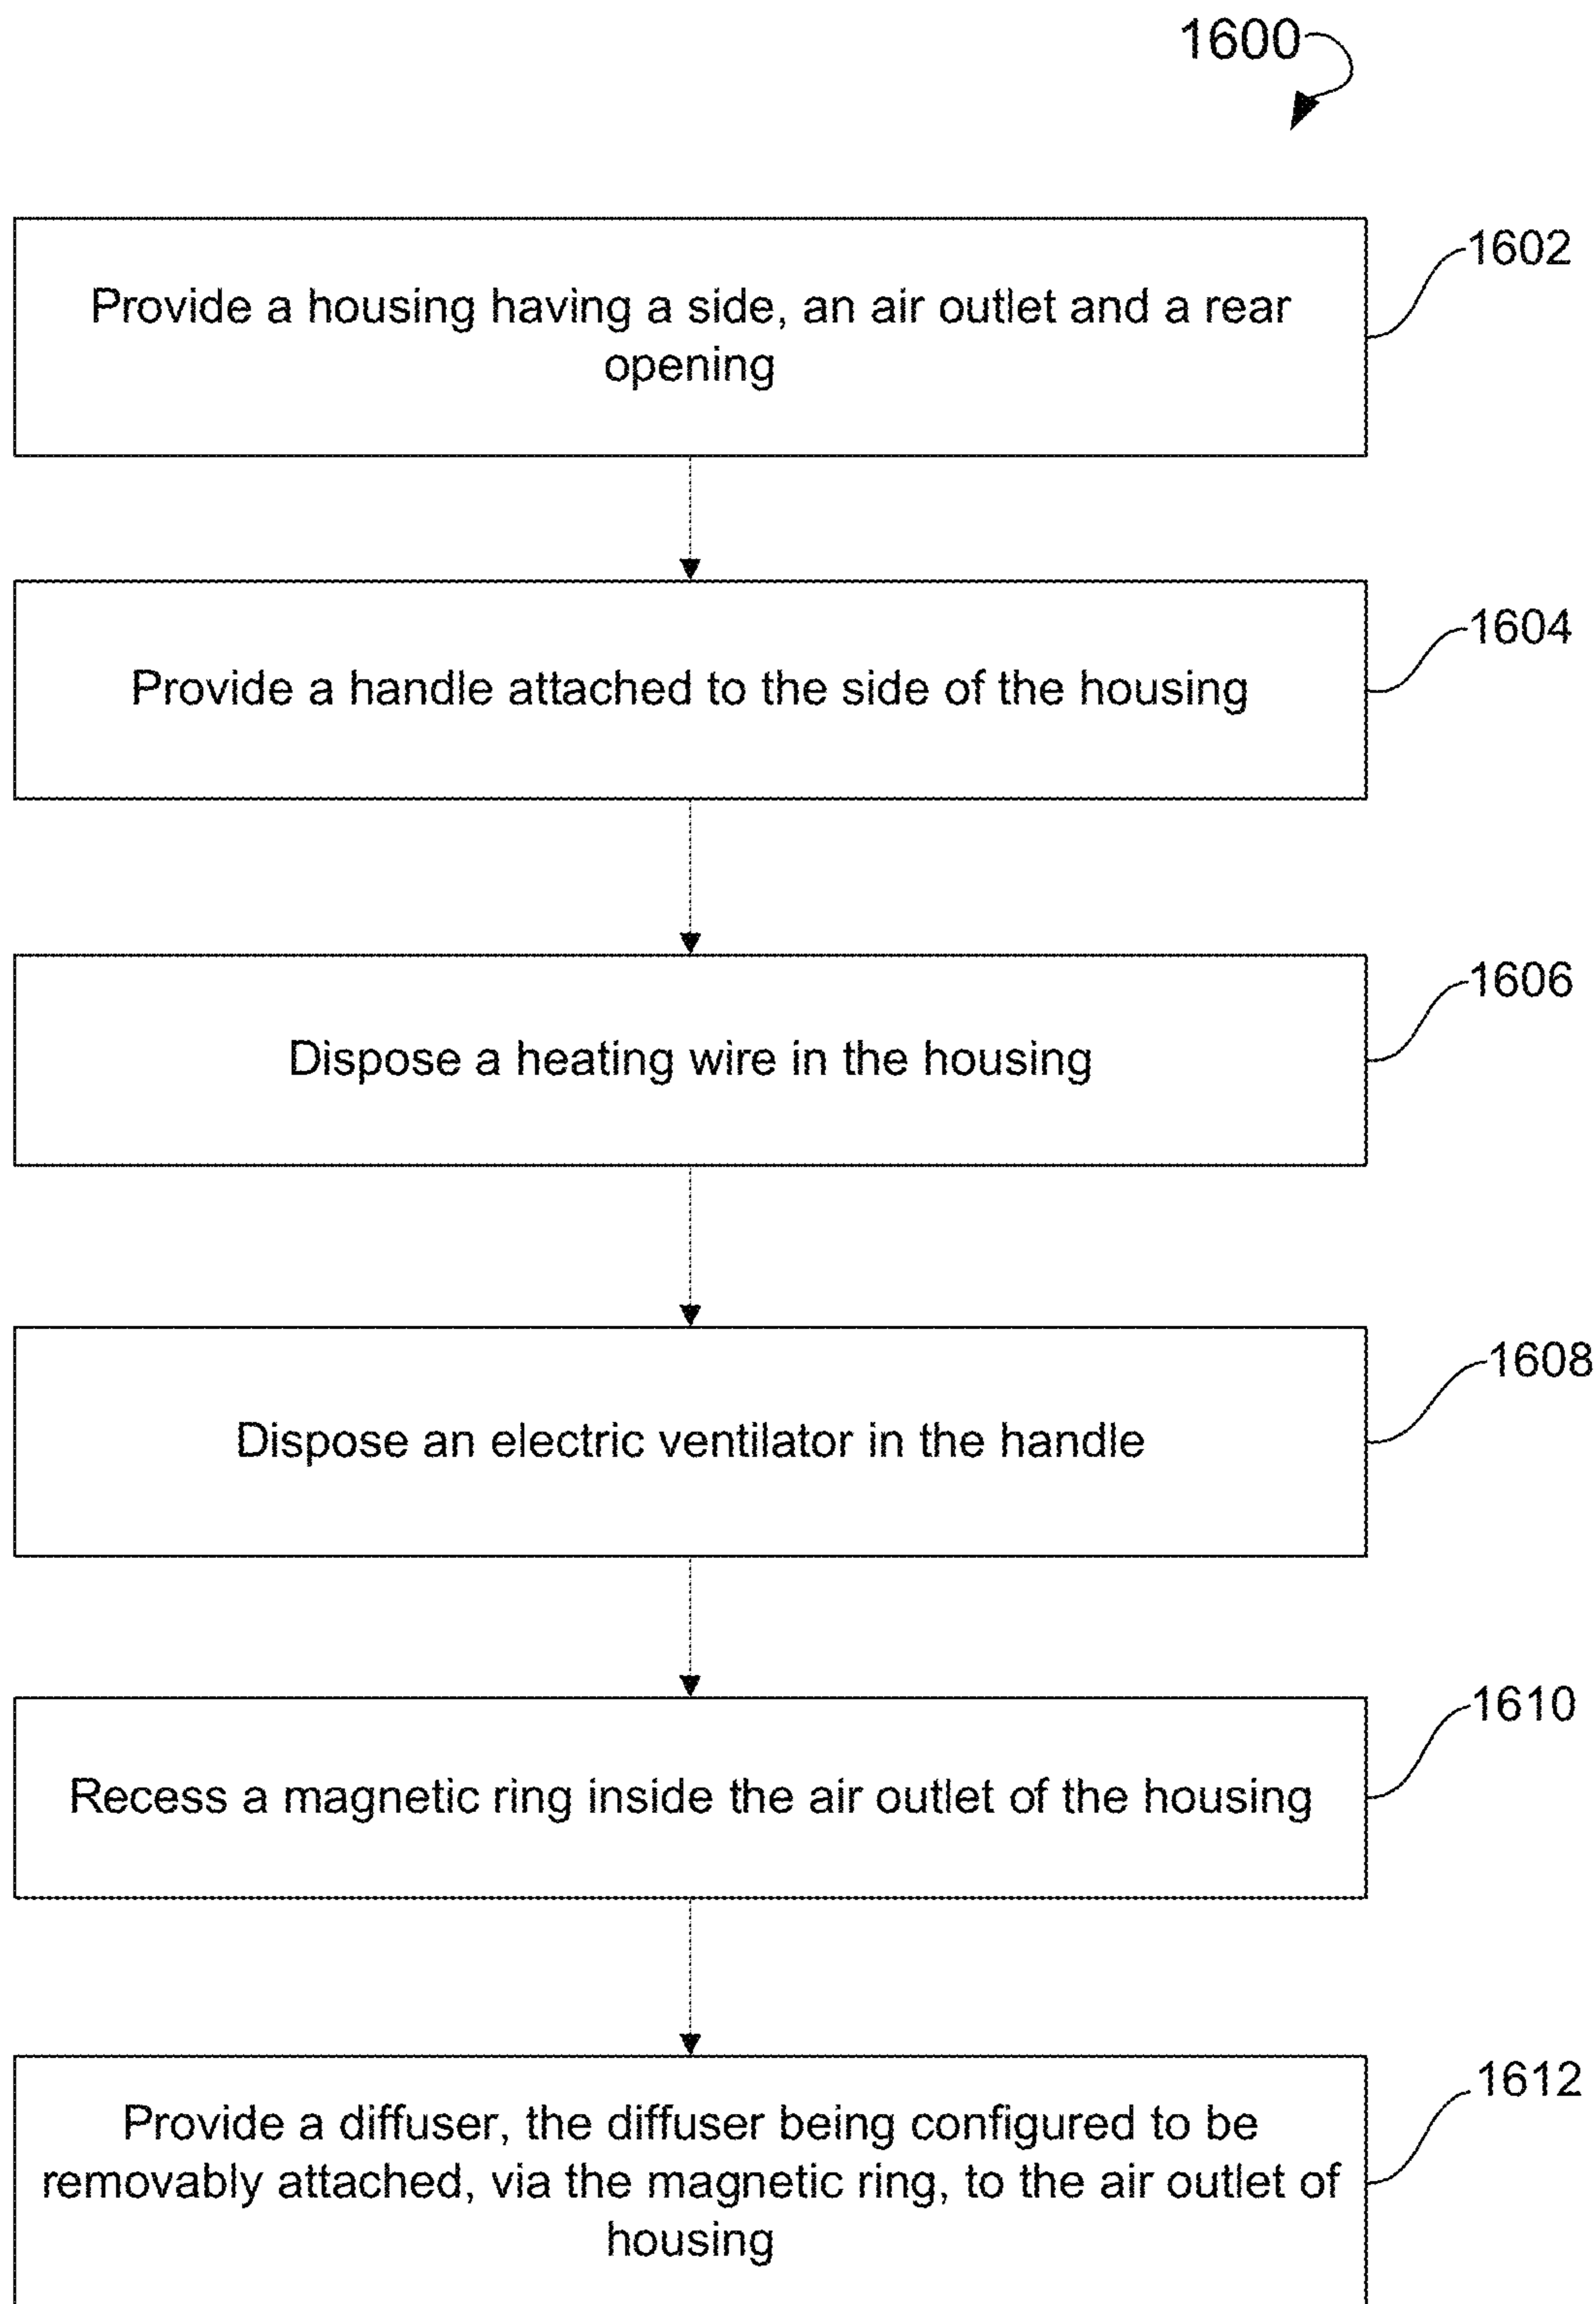 1600
Provide a housing having a side, an air outlet and a rear
opening
1602
Provide a handle attached to the side of the housing
1604
Dispose a heating wire in the housing
1606
Dispose an electric ventilator in the handle
1608
Recess a magnetic ring inside the air outlet of the housing
1610
Provide a diffuser, the diffuser being configured to be
removably attached, via the magnetic ring, to the air outlet of
housing
1612